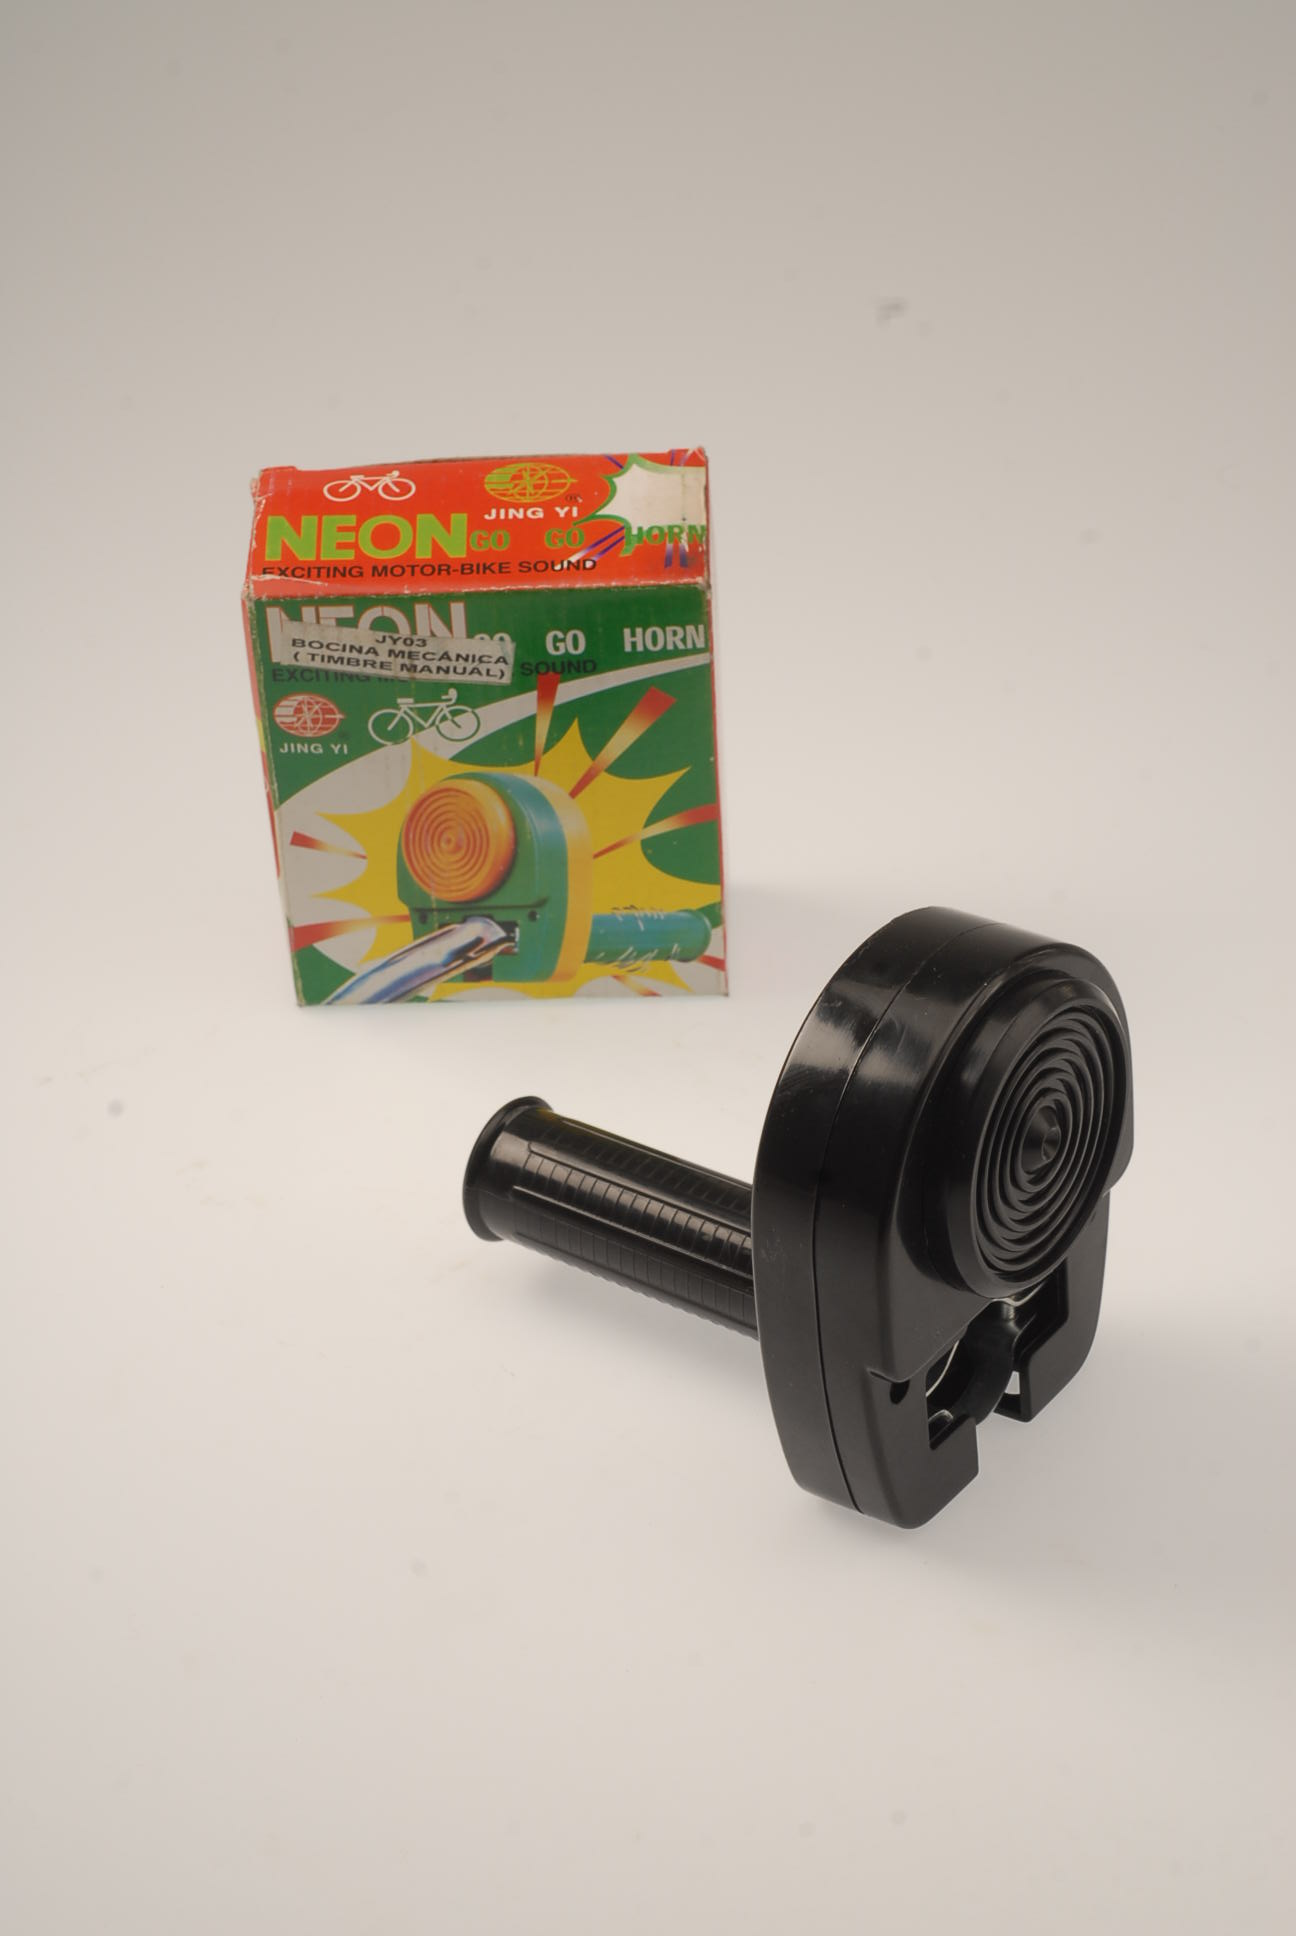 JING YI
NEON GO GO HORN
EXCITING MOTOR-BIKE SOUND
NEON GO GO HORN
JY03
BOCINA MECÁNICA
( TIMBRE MANUAL)
EXCITING SOUND
JING YI